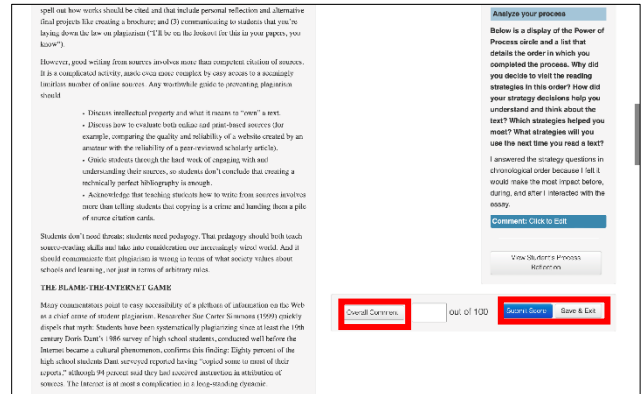 spell out how works should be cited and that include personal reflection and alternative
final projects like creating a brochure; and (3) communicating to students that you're
laying down the law on plagiarism ("I'll be on the lookout for this in your papers, you
know").
However, good writing from sources involves more than competent citation of sources.
It is a complicated activity, made even more complex by easy access to a seemingly
limitless number of online sources. Any worthwhile guide to preventing plagiarism
should
• Discuss intellectual property and what it means to "own" a text.
• Discuss how to evaluate both online and print-based sources (for
example, comparing the quality and reliability of a website created by an
amateur with the reliability of a peer-reviewed scholarly article).
• Guide students through the hard work of engaging with and
understanding their sources, so students don't conclude that creating a
technically perfect bibliography is enough.
• Acknowledge that teaching students how to write from sources involves
more than telling students that copying is a crime and handing them a pile
of source citation cards.
Students don't need threats; students need pedagogy. That pedagogy should both teach
source-reading skills and take into consideration our increasingly wired world. And it
should communicate that plagiarism is wrong in terms of what society values about
schools and learning, not just in terms of arbitrary rules.
THE BLAME-THE-INTERNET GAME
Many commentators point to easy accessibility of a plethora of information on the Web
as a chief cause of student plagiarism. Researcher Sue Carter Simmons (1999) quickly
dispels that myth: Students have been systematically plagiarizing since at least the 19th
century Doris Dant's 1986 survey of high school students, conducted well before the
Internet became a cultural phenomenon, confirms this finding: Eighty percent of the
high school students Dant surveyed reported having "copied some to most of their
reports," although 94 percent said they had received instruction in attribution of
sources. The Internet is at most a complication in a long-standing dynamic.
Analyze your process
Below is a display of the Power of
Process circle and a list that
details the order in which you
completed the process. Why did
you decide to visit the reading
strategies in this order? How did
your strategy decisions help you
understand and think about the
text? Which strategies helped you
most? What strategies will you
use the next time you read a text?
I answered the strategy questions in
chronological order because I felt it
would make the most impact before,
during, and after I interacted with the
essay.
Comment: Click to Edit
View Student's Process
Reflection
Overall Comment
out of 100
Submit Score
Save & Exit